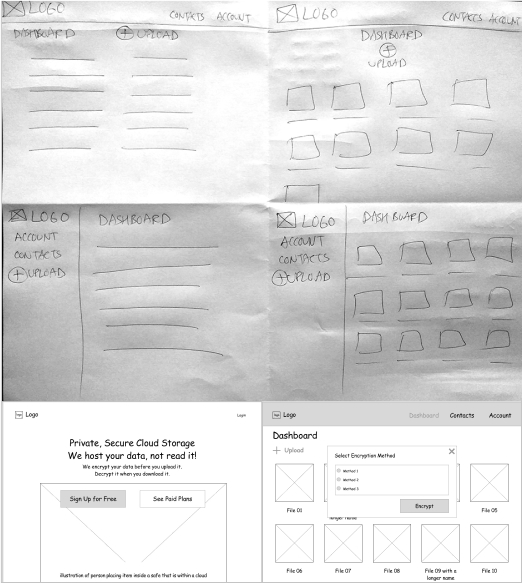 LOGO
CONTACTS ACCOUNT
DASHBOARD
UPLOAD
LOGO
CONTACTS ACCOUNT
DASHBOARD
UPLOAD
LOGO
ACCOUNT
CONTACTS
UPLOAD
DASHBOARD
LOGO
ACCOUNT
CONTACTS
UPLOAD
DASHBOARD
Logo
Login
Private, Secure Cloud Storage
We host your data, not read it!
We encrypt your data before you upload it.
Decrypt it when you download it.
Sign Up for Free
See Paid Plans
illustration of person placing item inside a safe that is within a cloud
Logo
Dashboard Contacts Account
Dashboard
Upload
Select Encryption Method
Method 1
Method 2
Method 3
Encrypt
File 01
longer name
File 05
File 06
File 07
File 08
File 09 with a
longer name
File 10